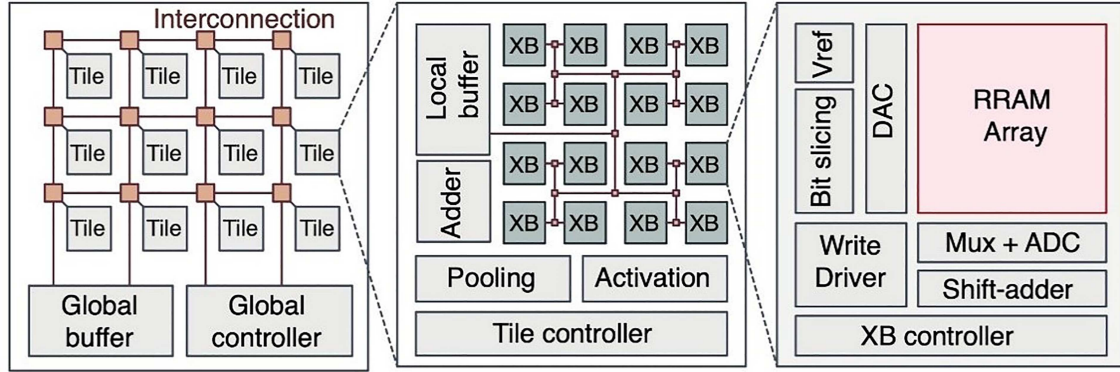 Interconnection
Tile Tile Tile Tile
Tile Tile Tile Tile
Tile Tile Tile Tile
Global
buffer
Global
controller
Local
buffer
Adder
XB XB XB XB
XB XB XB XB
XB XB XB XB
XB XB XB XB
Pooling
Activation
Tile controller
Vref
Bit slicing
DAC
RRAM
Array
Write
Driver
Mux + ADC
Shift-adder
XB controller